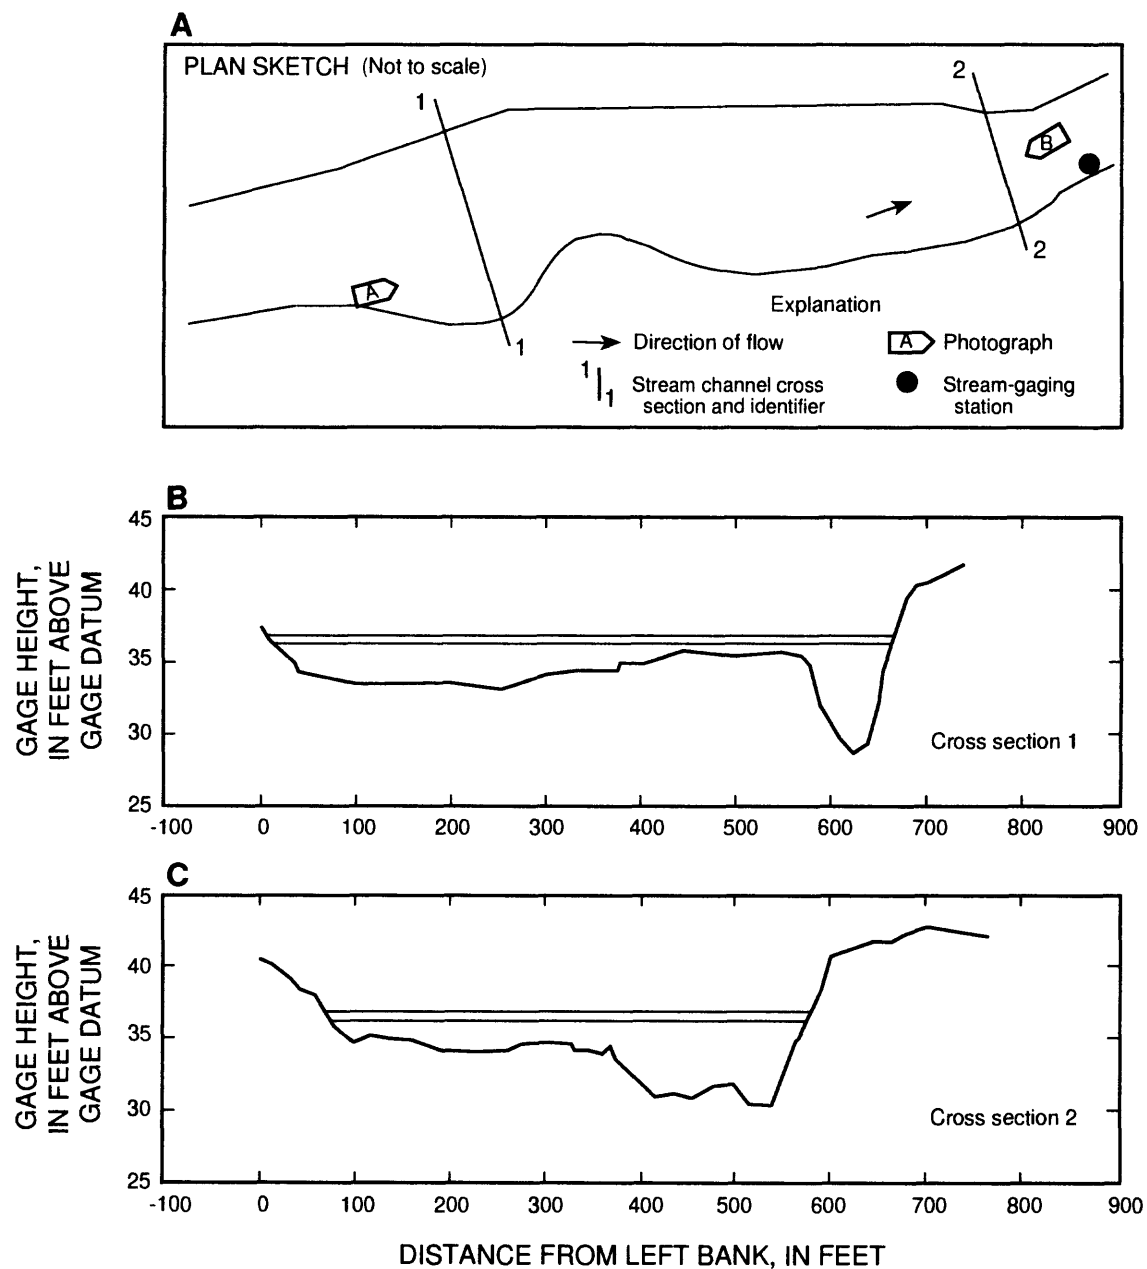 A
PLAN SKETCH (Not to scale)
1
2
B
A
2
1
Explanation
Direction of flow
A Photograph
1
1
Stream channel cross
section and identifier
Stream-gaging
station
B
GAGE HEIGHT,
IN FEET ABOVE
GAGE DATUM
45
40
35
30
25
Cross section 1
-100 0 100 200 300 400 500 600 700 800 900
C
GAGE HEIGHT,
IN FEET ABOVE
GAGE DATUM
45
40
35
30
25
Cross section 2
-100 0 100 200 300 400 500 600 700 800 900
DISTANCE FROM LEFT BANK, IN FEET